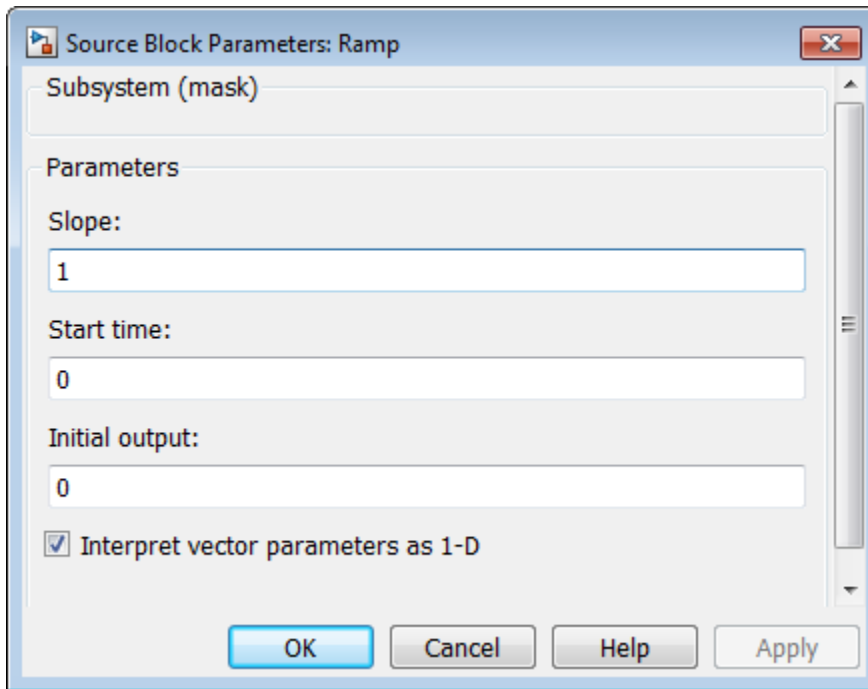 Source Block Parameters: Ramp
Subsystem (mask)
Parameters
Slope:
1
Start time:
0
Initial output:
0
Interpret vector parameters as 1-D
OK Cancel Help Apply